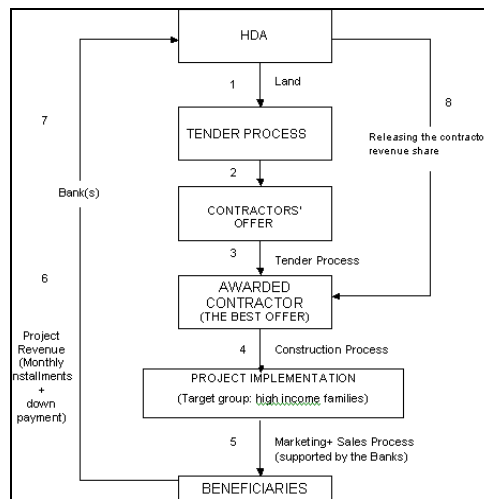 HDA
1
Land
7
8
TENDER PROCESS
Releasing the contractor
revenue share
2
Bank(s)
CONTRACTORS'
OFFER
3
Tender Process
6
AWARDED
CONTRACTOR
(THE BEST OFFER)
Project
Revenue
(Monthly
nstallments
+
down
payment)
4
Construction Process
PROJECT IMPLEMENTATION
(Target group: high income families)
5
Marketing+ Sales Process
(supported by the Banks)
BENEFICIARIES